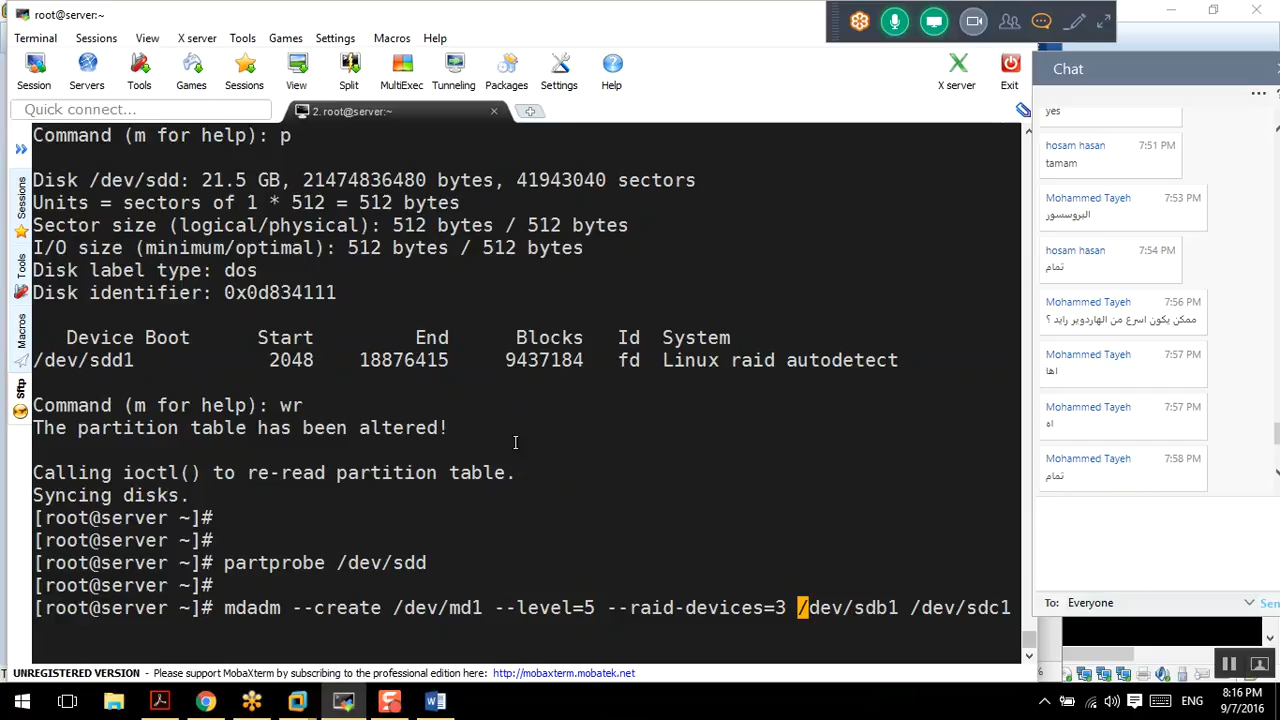 root@server:~
Terminal Sessions View X server Tools Games Settings Macros Help
Session Servers Tools Games Sessions View Split MultiExec Tunneling Packages Settings Help X server Exit
Quick connect...
2. root@server:~
Command (m for help): p
Disk /dev/sdd: 21.5 GB, 21474836480 bytes, 41943040 sectors
Units = sectors of 1 * 512 = 512 bytes
Sector size (logical/physical): 512 bytes / 512 bytes
I/O size (minimum/optimal): 512 bytes / 512 bytes
Disk label type: dos
Disk identifier: 0x0d834111
Device Boot Start End Blocks Id System
/dev/sdd1 2048 18876415 9437184 fd Linux raid autodetect
Command (m for help): wr
The partition table has been altered!
Calling ioctl() to re-read partition table.
Syncing disks.
[root@server ~]#
[root@server ~]#
[root@server ~]# partprobe /dev/sdd
[root@server ~]#
[root@server ~]# mdadm --create /dev/md1 --level=5 --raid-devices=3 /dev/sdb1 /dev/sdc1
UNREGISTERED VERSION - Please support MobaXterm by subscribing to the professional edition here: http://mobaxterm.mobatek.net
Sessions
Tools
Macros
Sftp
Chat
yes
hosam hasan 7:51 PM
tamam
Mohammed Tayeh 7:53 PM
البروسسور
hosam hasan 7:54 PM
تمام
Mohammed Tayeh 7:56 PM
ممكن يكون اسرع من الهاردوير رايد ؟
Mohammed Tayeh 7:57 PM
اها
Mohammed Tayeh 7:57 PM
اه
Mohammed Tayeh 7:58 PM
تمام
To: Everyone Sen
ENG
8:16 PM
9/7/2016